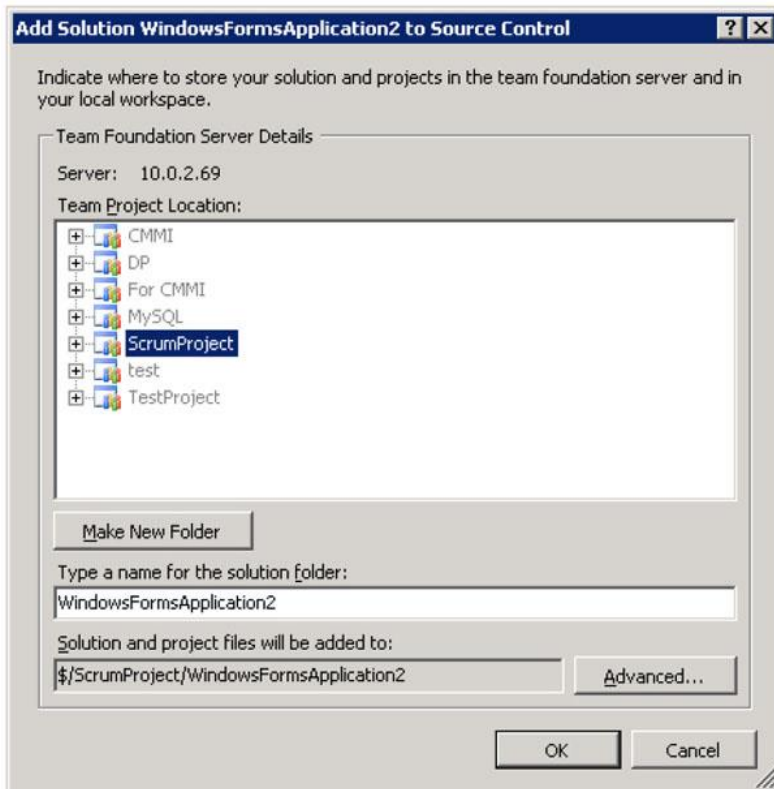 Add Solution WindowsFormsApplication2 to Source Control
Indicate where to store your solution and projects in the team foundation server and in
your local workspace.
Team Foundation Server Details
Server: 10.0.2.69
Team Project Location:
CMMI
DP
For CMMI
MySQL
ScrumProject
test
TestProject
Make New Folder
Type a name for the solution folder:
WindowsFormsApplication2
Solution and project files will be added to:
$/ScrumProject/WindowsFormsApplication2
Advanced...
OK
Cancel